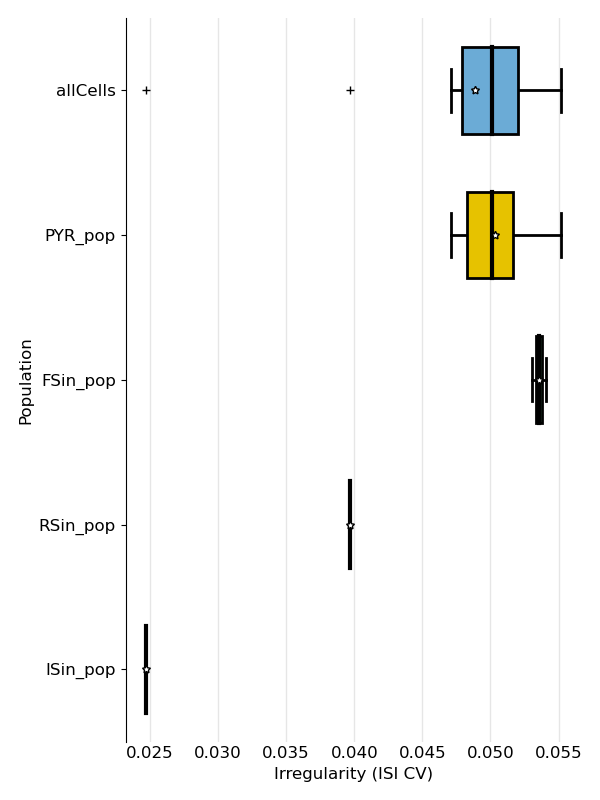 allCells
PYR_pop
FSin_pop
RSin_pop
ISin_pop
Population
0.025 0.030 0.035 0.040 0.045 0.050 0.055
Irregularity (ISI CV)